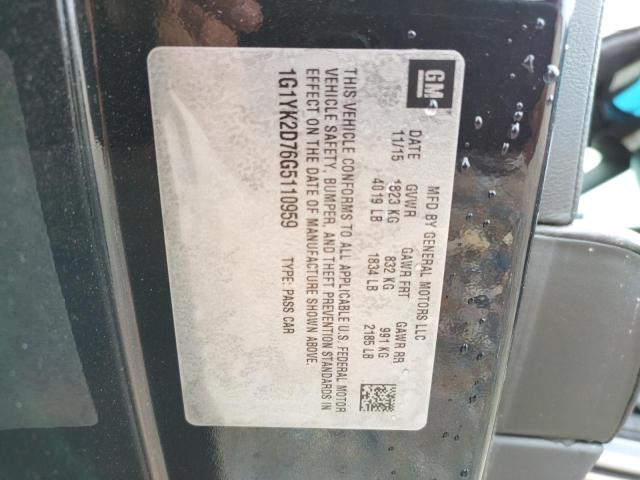 GM
MFD BY GENERAL MOTORS LLC
DATE GVWR GAWR FRT GAWR RR
11/15 1823 KG 832 KG 991 KG
4019 LB 1834 LB 2185 LB
THIS VEHICLE CONFORMS TO ALL APPLICABLE U.S. FEDERAL MOTOR
VEHICLE SAFETY, BUMPER, AND THEFT PREVENTION STANDARDS IN
EFFECT ON THE DATE OF MANUFACTURE SHOWN ABOVE.
1G1YK2D76G5110959 TYPE: PASS CAR